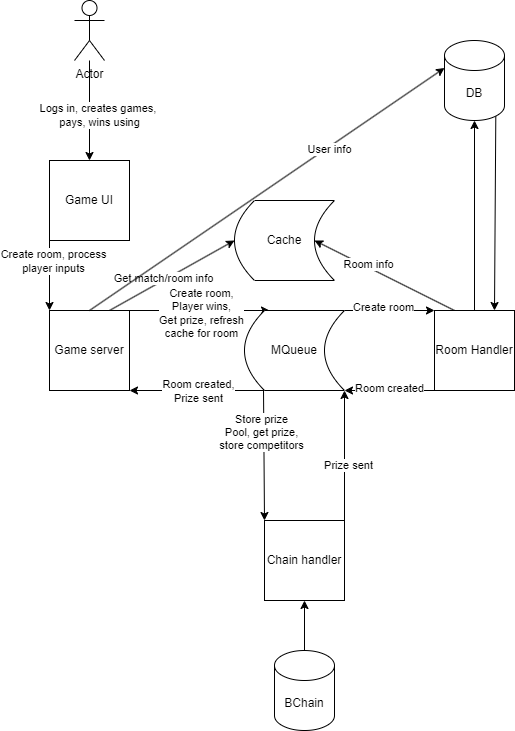 Actor
Logs in, creates games,
pays, wins using
DB
User info
Game UI
Cache
Create room, process
player inputs
Room info
Get match/room info
Create room,
Player wins,
Get prize, refresh
cache for room
Create room
Game server
MQueue
Room Handler
Room created,
Prize sent
Room created
Store prize
Pool, get prize,
store competitors
Prize sent
Chain handler
BChain